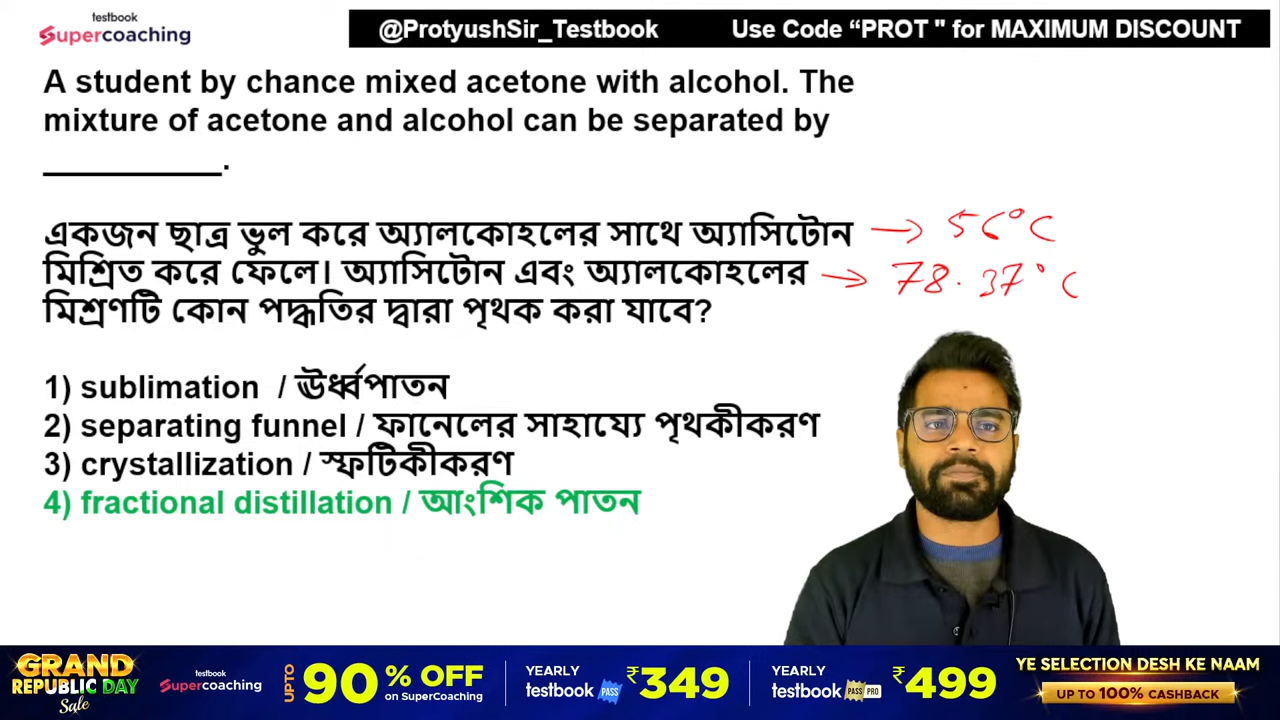 testbook
Supercoaching
@ProtyushSir_Testbook Use Code “PROT " for MAXIMUM DISCOUNT
A student by chance mixed acetone with alcohol. The
mixture of acetone and alcohol can be separated by
__________.
একজন ছাত্র ভুল করে অ্যালকোহলের সাথে অ্যাসিটোন → 56°C
মিশ্রিত করে ফেলে। অ্যাসিটোন এবং অ্যালকোহলের → 78.37°C
মিশ্রণটি কোন পদ্ধতির দ্বারা পৃথক করা যাবে?
1) sublimation / ঊর্ধ্বপাতন
2) separating funnel / ফানেলের সাহায্যে পৃথকীকরণ
3) crystallization / স্ফটিকীকরণ
4) fractional distillation / আংশিক পাতন
GRAND
REPUBLIC DAY
Sale
testbook
Supercoaching
UPTO 90% OFF
on SuperCoaching
YEARLY
testbook PASS
₹349
YEARLY
testbook PASS PRO
₹499
YE SELECTION DESH KE NAAM
UP TO 100% CASHBACK